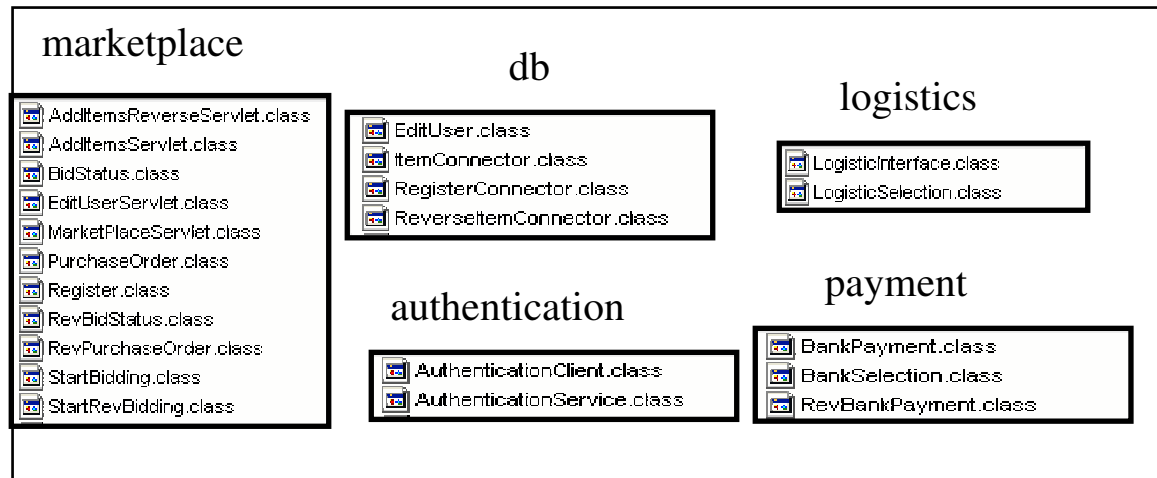 marketplace
AddItemsReverseServlet.class
AddItemsServlet.class
BidStatus.class
EditUserServlet.class
MarketPlaceServlet.class
PurchaseOrder.class
Register.class
RevBidStatus.class
RevPurchaseOrder.class
StartBidding.class
StartRevBidding.class
db
EditUser.class
ItemConnector.class
RegisterConnector.class
ReverseItemConnector.class
logistics
LogisticInterface.class
LogisticSelection.class
authentication
AuthenticationClient.class
AuthenticationService.class
payment
BankPayment.class
BankSelection.class
RevBankPayment.class